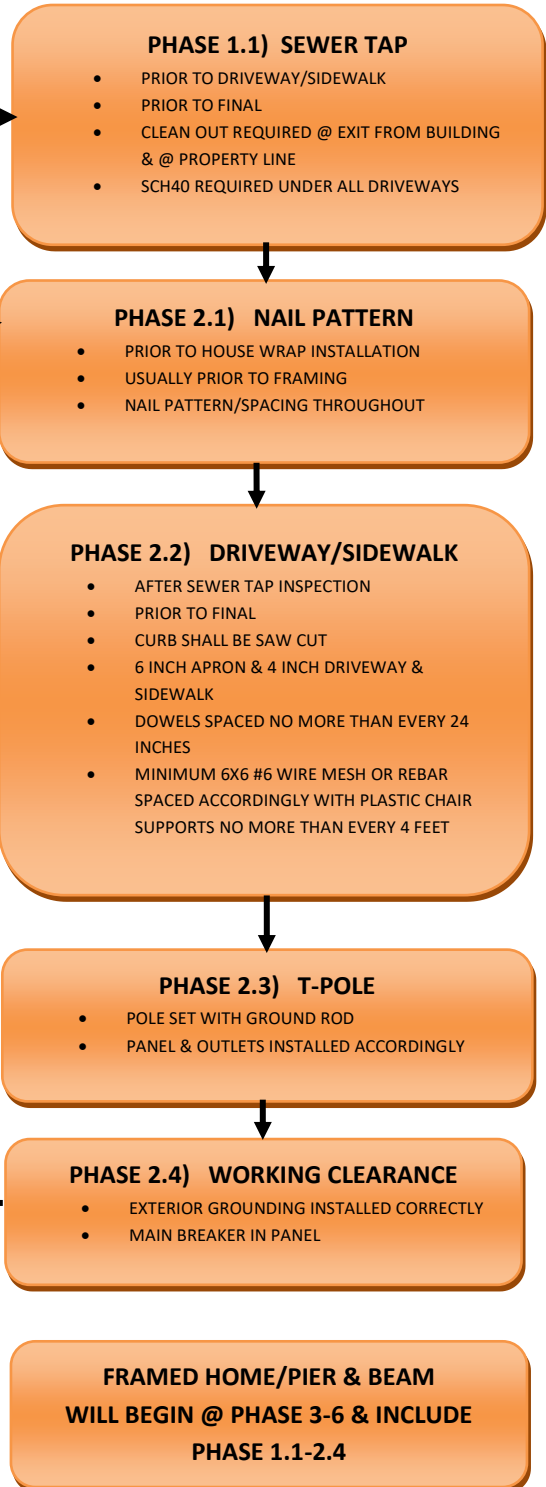 PHASE 1.1) SEWER TAP
• PRIOR TO DRIVEWAY/SIDEWALK
• PRIOR TO FINAL
• CLEAN OUT REQUIRED @ EXIT FROM BUILDING
& @ PROPERTY LINE
• SCH40 REQUIRED UNDER ALL DRIVEWAYS
PHASE 2.1) NAIL PATTERN
• PRIOR TO HOUSE WRAP INSTALLATION
• USUALLY PRIOR TO FRAMING
• NAIL PATTERN/SPACING THROUGHOUT
PHASE 2.2) DRIVEWAY/SIDEWALK
• AFTER SEWER TAP INSPECTION
• PRIOR TO FINAL
• CURB SHALL BE SAW CUT
• 6 INCH APRON & 4 INCH DRIVEWAY &
SIDEWALK
• DOWELS SPACED NO MORE THAN EVERY 24
INCHES
• MINIMUM 6X6 #6 WIRE MESH OR REBAR
SPACED ACCORDINGLY WITH PLASTIC CHAIR
SUPPORTS NO MORE THAN EVERY 4 FEET
PHASE 2.3) T-POLE
• POLE SET WITH GROUND ROD
• PANEL & OUTLETS INSTALLED ACCORDINGLY
PHASE 2.4) WORKING CLEARANCE
• EXTERIOR GROUNDING INSTALLED CORRECTLY
• MAIN BREAKER IN PANEL
FRAMED HOME/PIER & BEAM
WILL BEGIN @ PHASE 3-6 & INCLUDE
PHASE 1.1-2.4